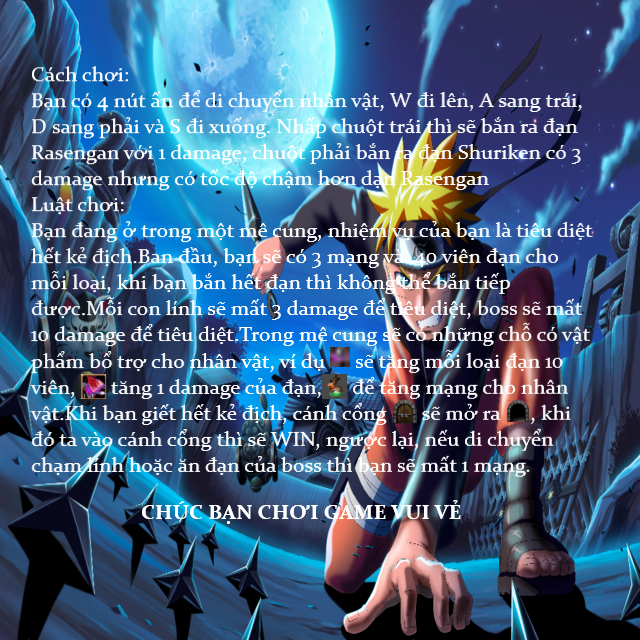 Cách chơi:
Bạn có 4 nút ấn để di chuyển nhân vật, W đi lên, A sang trái,
D sang phải và S đi xuống. Nhấp chuột trái thì sẽ bắn ra đạn
Rasengan với 1 damage, chuột phải bắn ra đạn Shuriken có 3
damage nhưng có tốc độ chậm hơn đạn Rasengan
Luật chơi:
Bạn đang ở trong một mê cung, nhiệm vụ của bạn là tiêu diệt
hết kẻ địch.Ban đầu, bạn sẽ có 3 mạng và 40 viên đạn cho
mỗi loại, khi bạn bắn hết đạn thì không thể bắn tiếp
được.Mỗi con lính sẽ mất 3 damage để tiêu diệt, boss sẽ mất
10 damage để tiêu diệt.Trong mê cung sẽ có những chỗ có vật
phẩm bổ trợ cho nhân vật, ví dụ sẽ tăng mỗi loại đạn 10
viên, tăng 1 damage của đạn, để tăng mạng cho nhân
vật.Khi bạn giết hết kẻ địch, cánh cổng sẽ mở ra , khi
đó ta vào cánh cổng thì sẽ WIN, ngược lại, nếu di chuyển
chạm lính hoặc ăn đạn của boss thì bạn sẽ mất 1 mạng.
CHÚC BẠN CHƠI GAME VUI VẺ